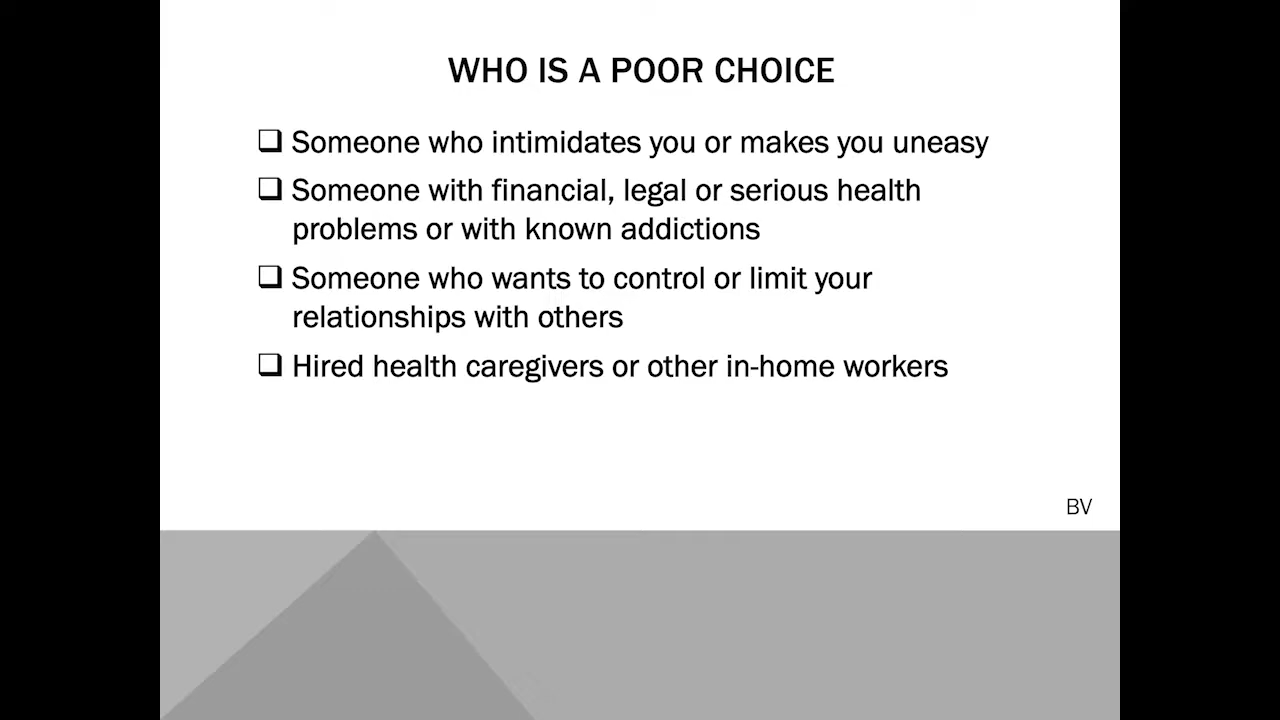 WHO IS A POOR CHOICE
❑ Someone who intimidates you or makes you uneasy
❑ Someone with financial, legal or serious health
problems or with known addictions
❑ Someone who wants to control or limit your
relationships with others
❑ Hired health caregivers or other in-home workers
BV